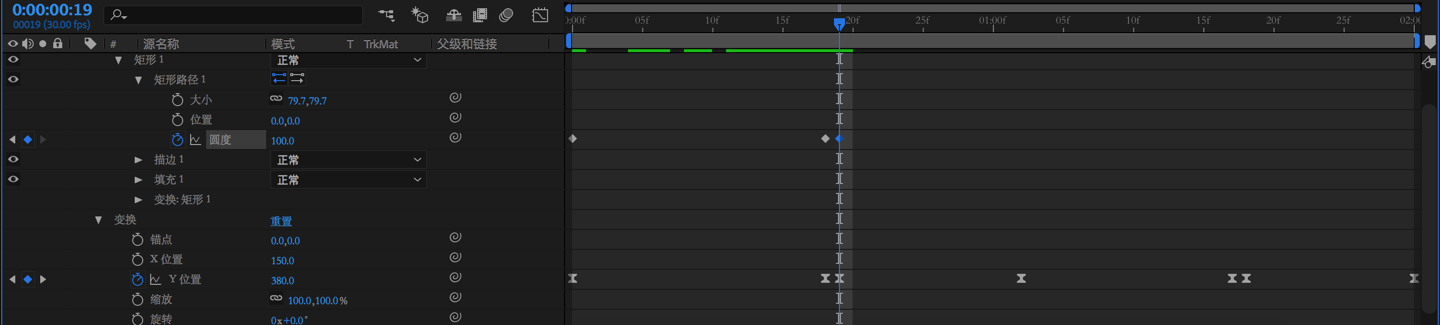 0:00:00:19
00019 (30.00 fps)
:00f 05f 10f 15f 20f 25f 01:00f 05f 10f 15f 20f 25f 02:0
# 源名称 模式 T TrkMat 父级和链接
矩形 1 正常
矩形路径 1
大小 79.7,79.7
位置 0.0,0.0
圆度 100.0
描边 1 正常
填充 1 正常
变换: 矩形 1
变换 重置
锚点 0.0,0.0
X 位置 150.0
Y 位置 380.0
缩放 100.0,100.0%
旋转 0x+0.0°